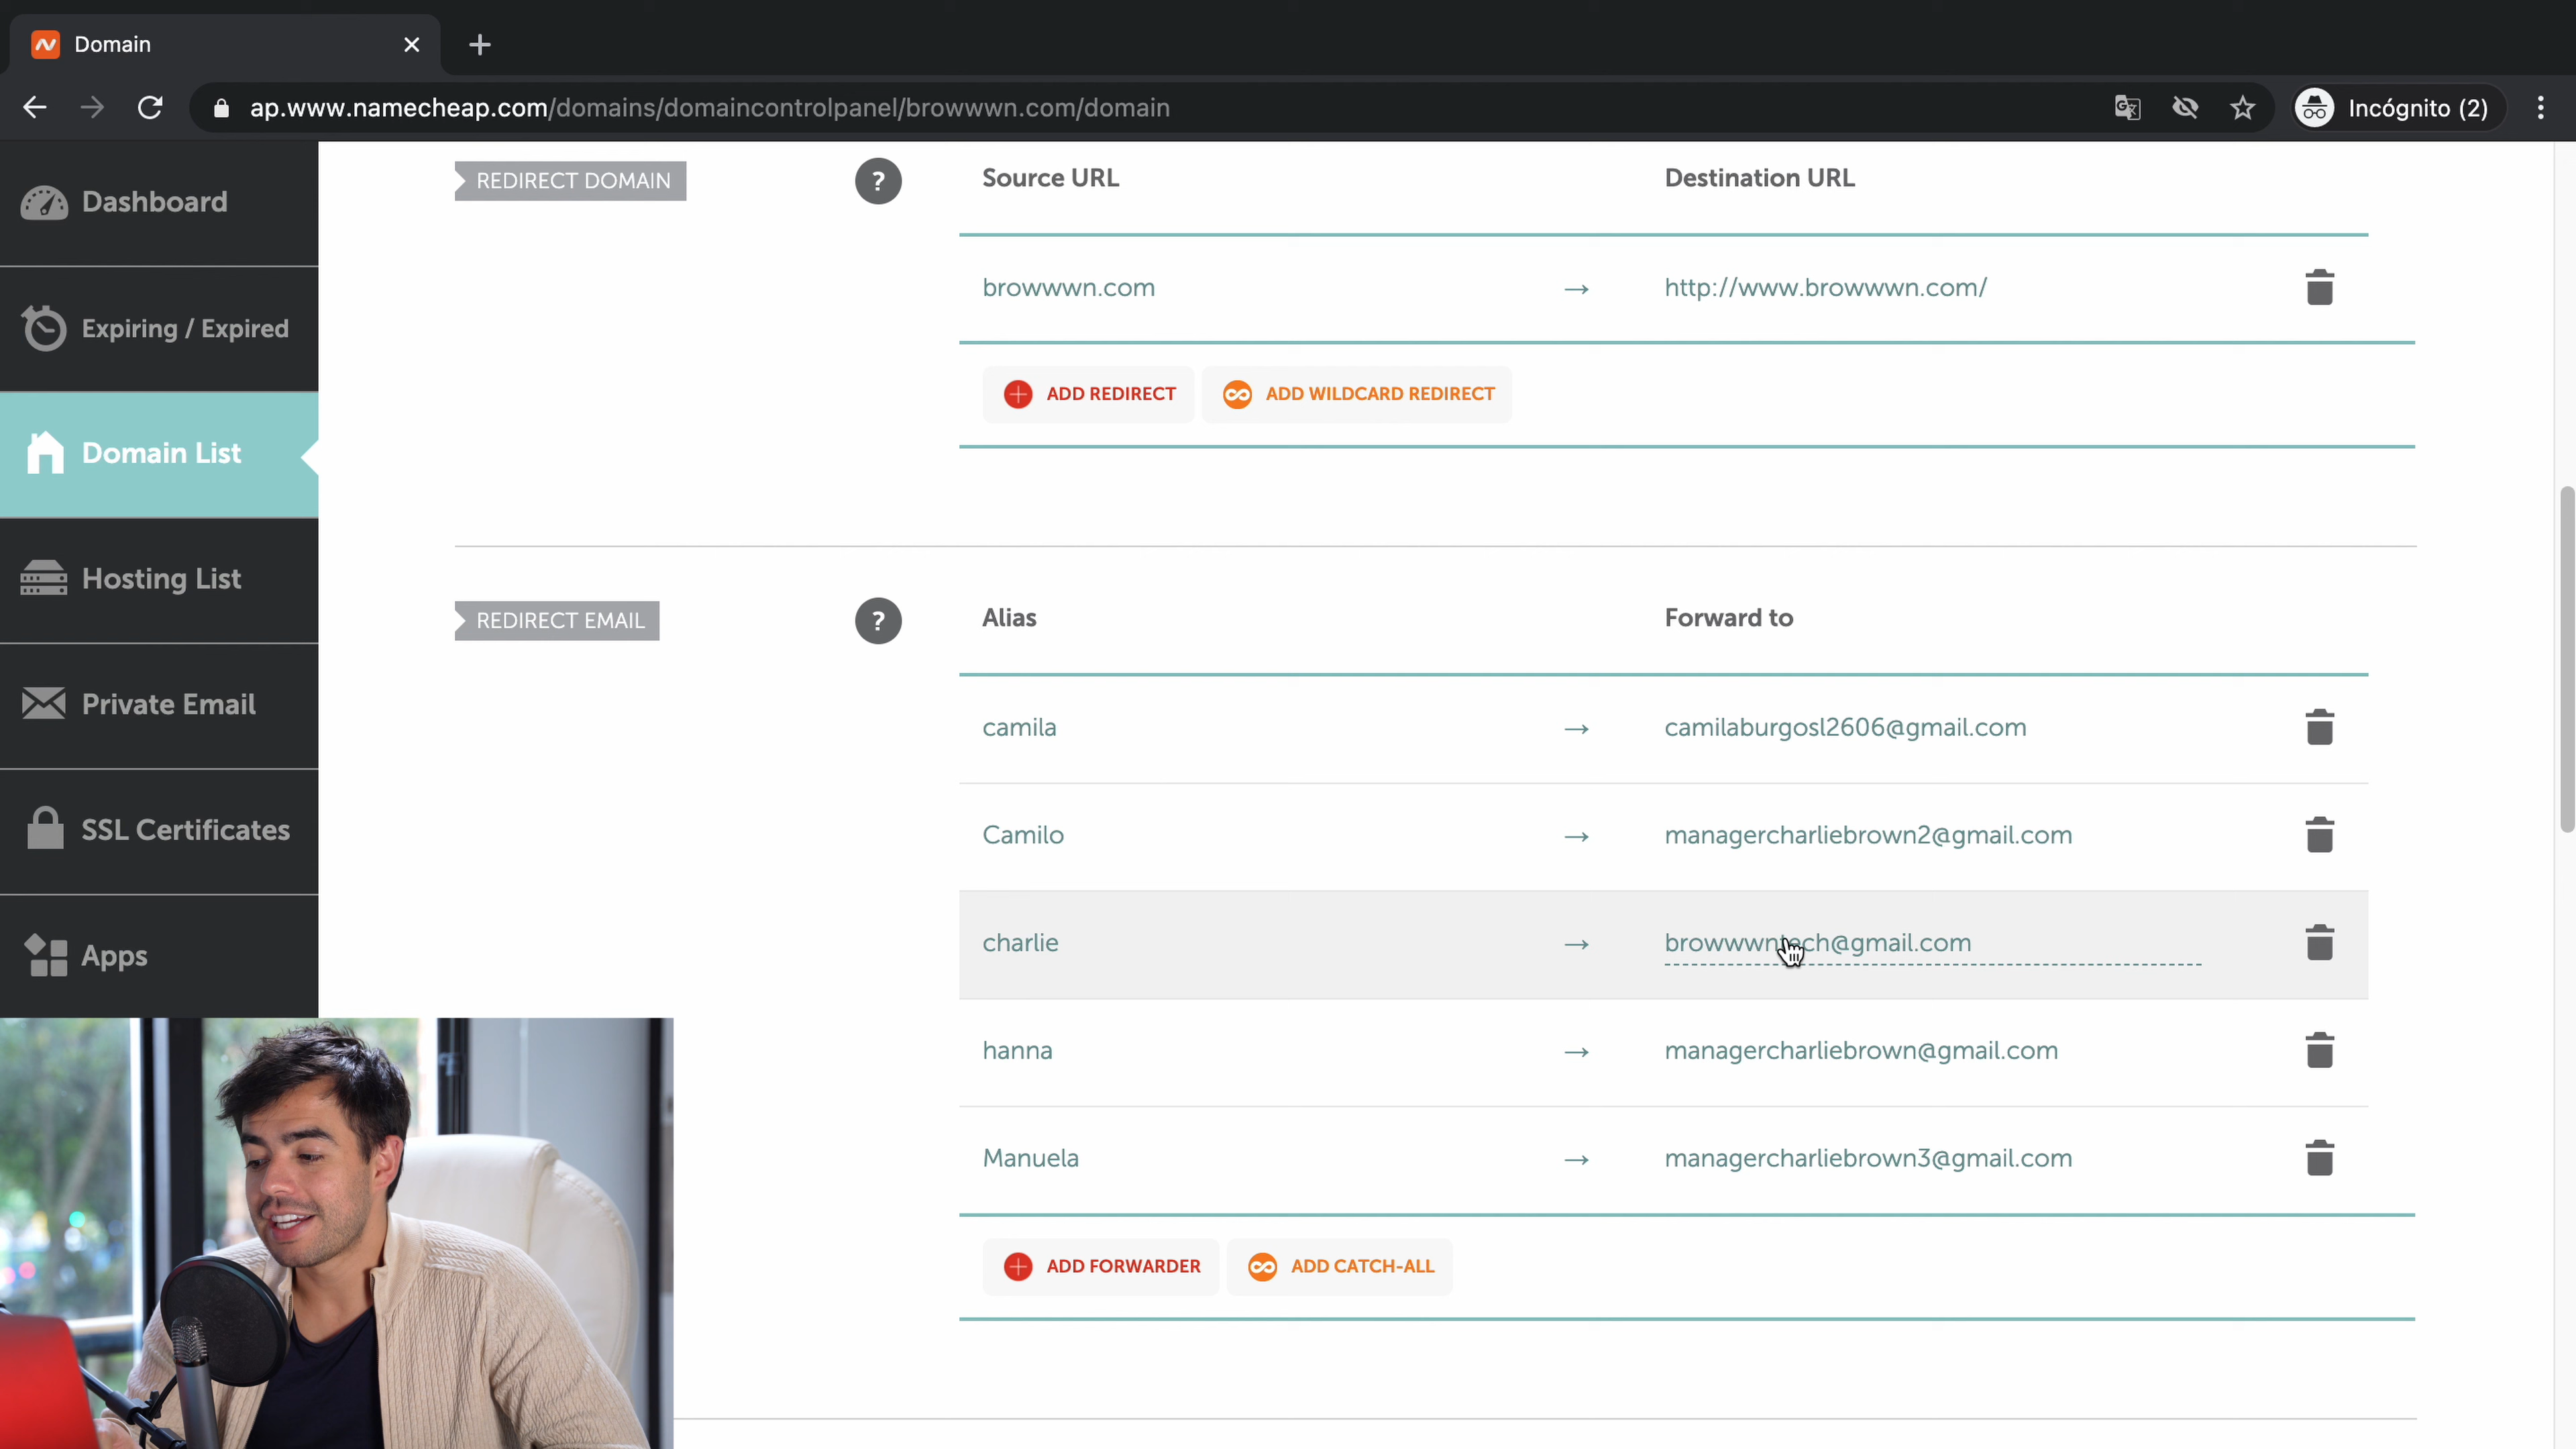 Domain
ap.www.namecheap.com/domains/domaincontrolpanel/browwwn.com/domain
Incógnito (2)
Dashboard
Expiring / Expired
Domain List
Hosting List
Private Email
SSL Certificates
Apps
REDIRECT DOMAIN
?
Source URL
Destination URL
browwwn.com → http://www.browwwn.com/
ADD REDIRECT
ADD WILDCARD REDIRECT
REDIRECT EMAIL
?
Alias
Forward to
camila → camilaburgosl2606@gmail.com
Camilo → managercharliebrown2@gmail.com
charlie → browwwntech@gmail.com
hanna → managercharliebrown@gmail.com
Manuela → managercharliebrown3@gmail.com
ADD FORWARDER
ADD CATCH-ALL